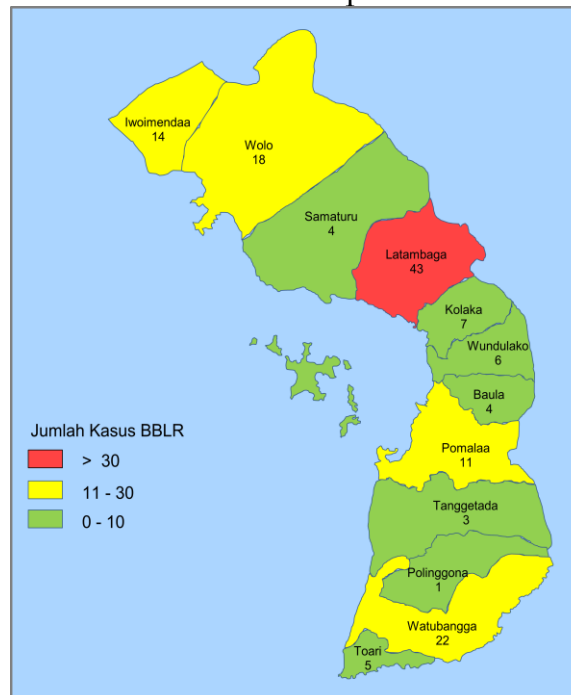 Iwoimendaa
14
Wolo
18
Samaturu
4
Latambaga
43
Kolaka
7
Wundulako
6
Baula
4
Jumlah Kasus BBLR
> 30
11 - 30
0 - 10
Pomalaa
11
Tanggetada
3
Polinggona
1
Watubangga
22
Toari
5